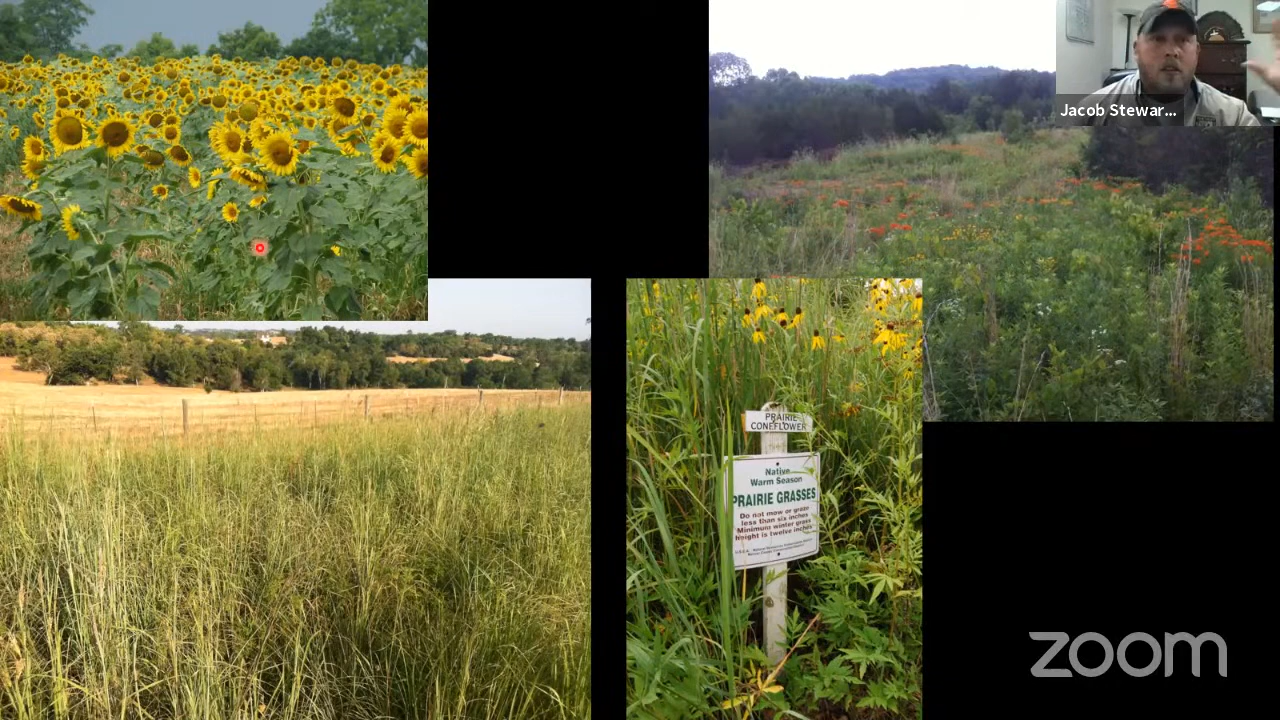 Jacob Stewar...
PRAIRIE
CONEFLOWER
Native
Warm Season
PRAIRIE GRASSES
Do not mow or graze
less than six inches
Minimum winter grass
height is twelve inches
zoom